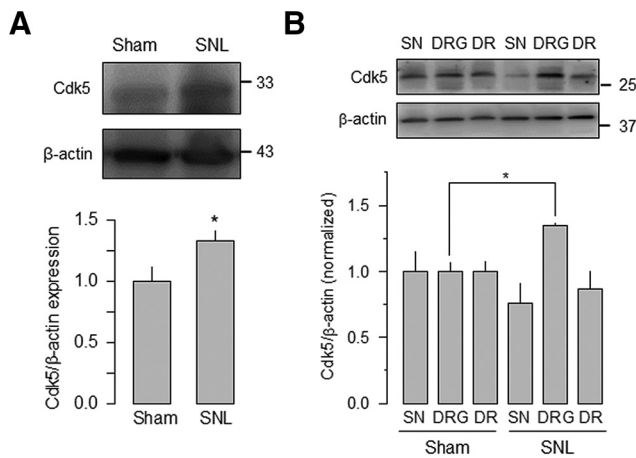 A
Sham SNL
Cdk5
33
β-actin
43
Cdk5/β-actin expression
1.5
*
1.0
0.5
0.0
Sham SNL
B
SN DRG DR SN DRG DR
Cdk5
25
β-actin
37
Cdk5/β-actin (normalized)
*
1.5
1.0
0.5
0.0
SN DRG DR SN DRG DR
Sham SNL